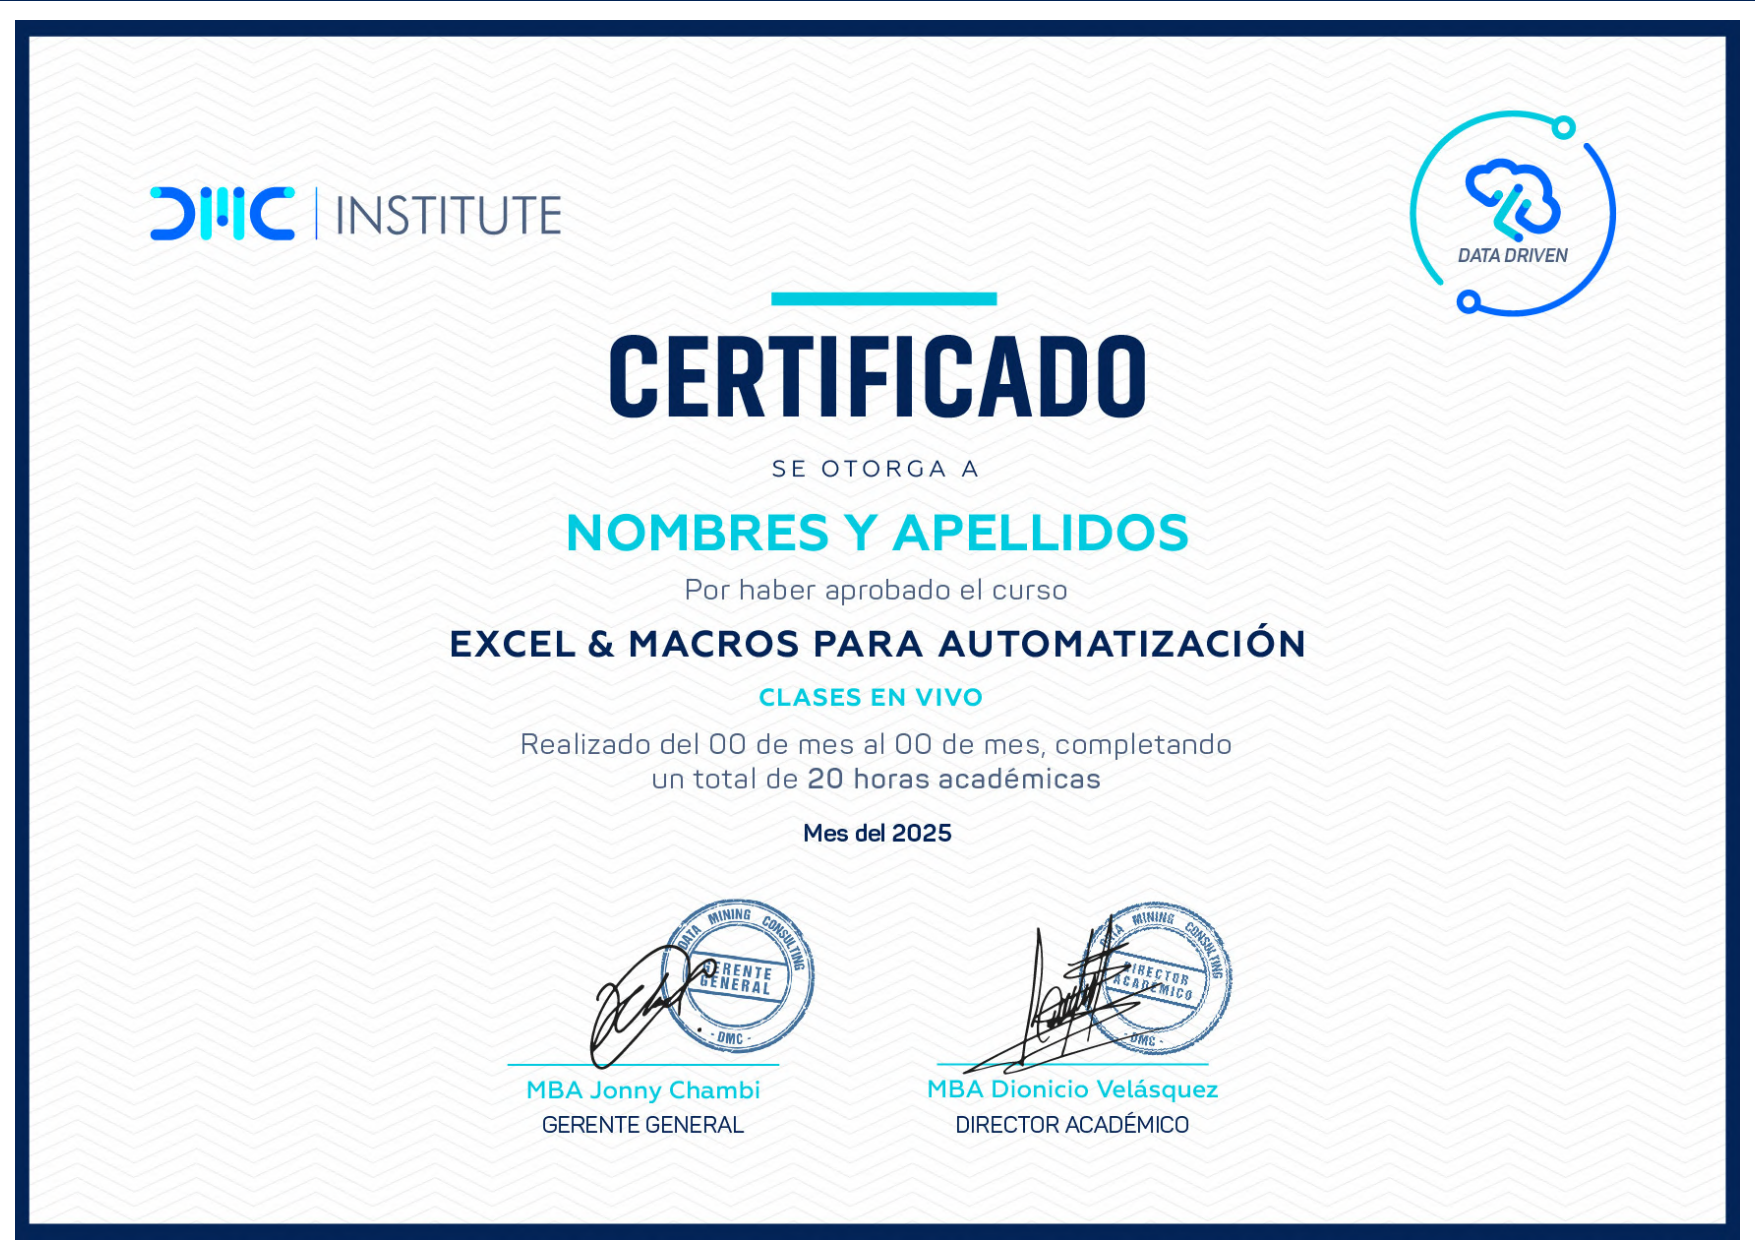 DMC | INSTITUTE
DATA DRIVEN
CERTIFICADO
SE OTORGA A
NOMBRES Y APELLIDOS
Por haber aprobado el curso
EXCEL & MACROS PARA AUTOMATIZACIÓN
CLASES EN VIVO
Realizado del 00 de mes al 00 de mes, completando
un total de 20 horas académicas
Mes del 2025
DATA MINING CONSULTING
GERENTE
GENERAL
- DMC -
MBA Jonny Chambi
GERENTE GENERAL
DATA MINING CONSULTING
DIRECTOR
ACADÉMICO
- DMC -
MBA Dionicio Velásquez
DIRECTOR ACADÉMICO